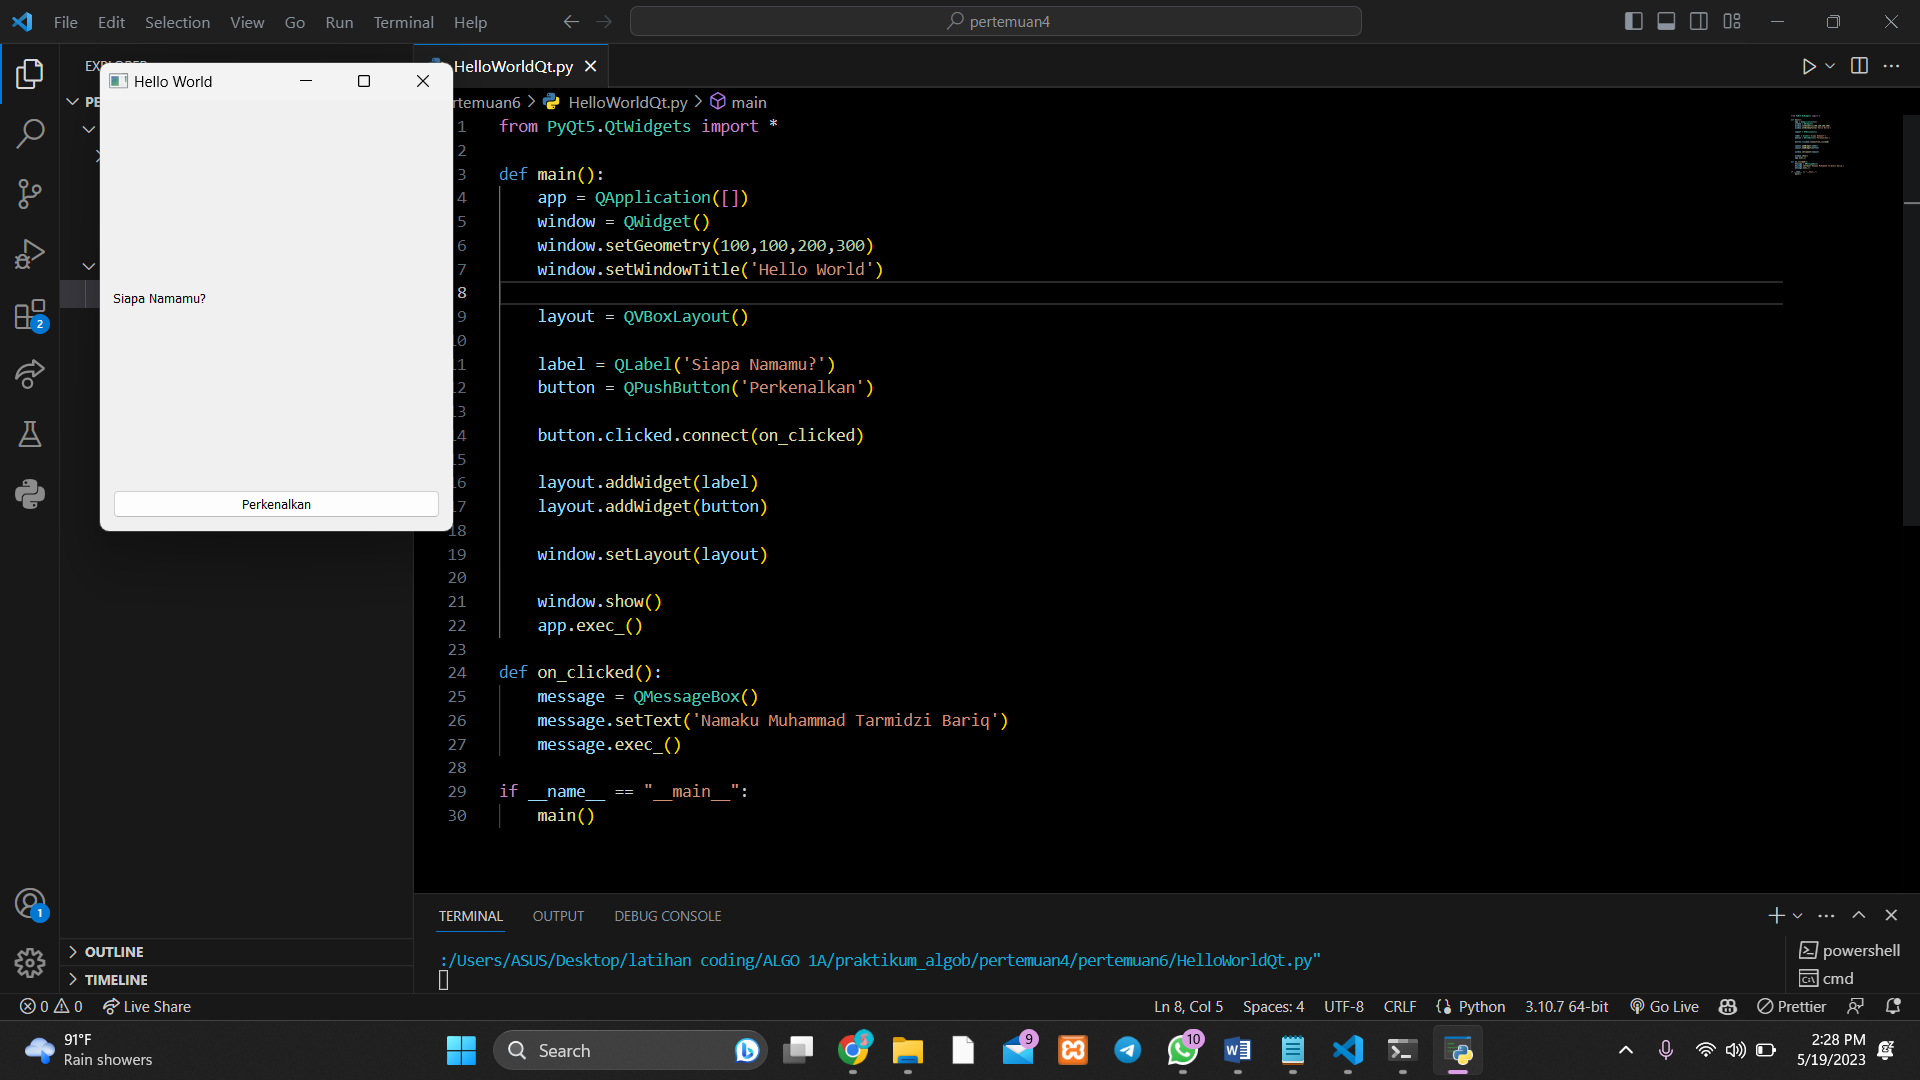 File Edit Selection View Go Run Terminal Help
pertemuan4
Hello World
Siapa Namamu?
Perkenalkan
HelloWorldQt.py
rtemuan6 > HelloWorldQt.py > main
1 from PyQt5.QtWidgets import *
2
3 def main():
4 app = QApplication([])
5 window = QWidget()
6 window.setGeometry(100,100,200,300)
7 window.setWindowTitle('Hello World')
8
9 layout = QVBoxLayout()
10
11 label = QLabel('Siapa Namamu?')
12 button = QPushButton('Perkenalkan')
13
14 button.clicked.connect(on_clicked)
15
16 layout.addWidget(label)
17 layout.addWidget(button)
18
19 window.setLayout(layout)
20
21 window.show()
22 app.exec_()
23
24 def on_clicked():
25 message = QMessageBox()
26 message.setText('Namaku Muhammad Tarmidzi Bariq')
27 message.exec_()
28
29 if __name__ == "__main__":
30 main()
OUTLINE
TIMELINE
TERMINAL OUTPUT DEBUG CONSOLE
:/Users/ASUS/Desktop/latihan coding/ALGO 1A/praktikum_algob/pertemuan4/pertemuan6/HelloWorldQt.py"
powershell
cmd
2
1
0 0 Live Share
Ln 8, Col 5 Spaces: 4 UTF-8 CRLF Python 3.10.7 64-bit Go Live Prettier
91°F
Rain showers
Search
9
10
2:28 PM
5/19/2023